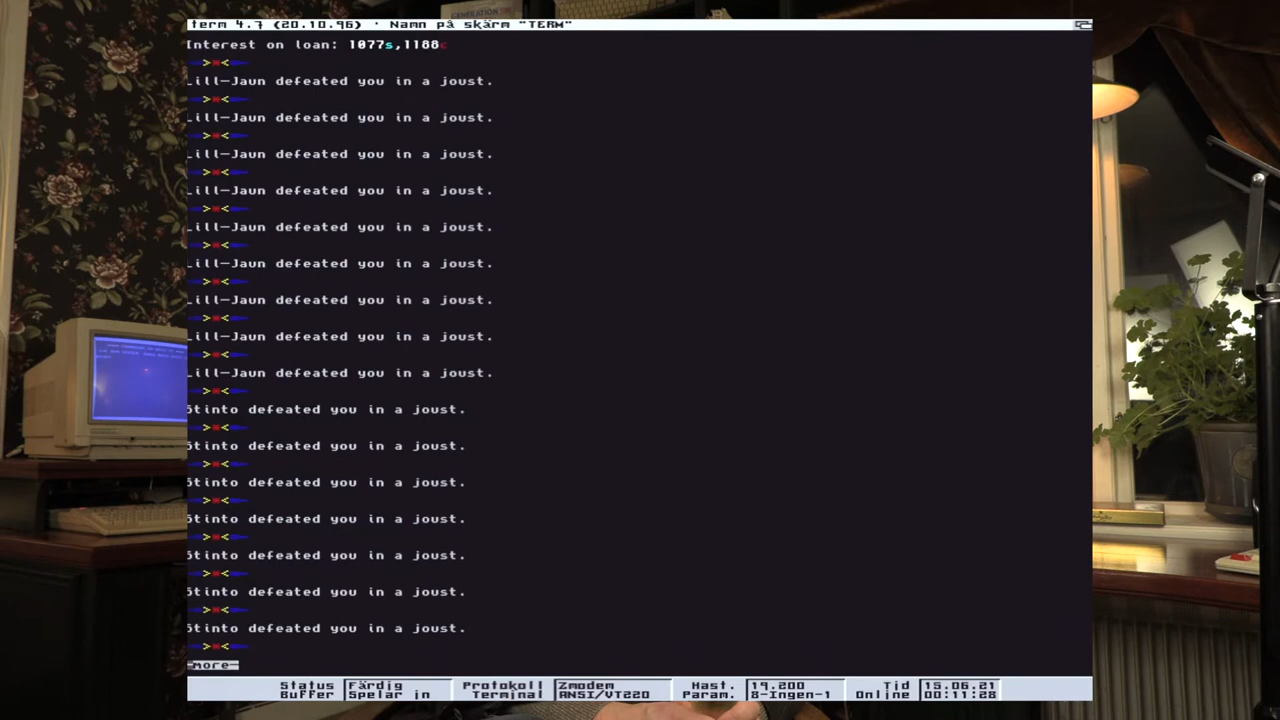 term 4.7 (20.10.96) · Namn på skärm "TERM"
Interest on loan: 1077s,1188c
>*<
Lill-Jaun defeated you in a joust.
>*<
Lill-Jaun defeated you in a joust.
>*<
Lill-Jaun defeated you in a joust.
>*<
Lill-Jaun defeated you in a joust.
>*<
Lill-Jaun defeated you in a joust.
>*<
Lill-Jaun defeated you in a joust.
>*<
Lill-Jaun defeated you in a joust.
>*<
Lill-Jaun defeated you in a joust.
>*<
Lill-Jaun defeated you in a joust.
>*<
Stinto defeated you in a joust.
>*<
Stinto defeated you in a joust.
>*<
Stinto defeated you in a joust.
>*<
Stinto defeated you in a joust.
>*<
Stinto defeated you in a joust.
>*<
Stinto defeated you in a joust.
>*<
Stinto defeated you in a joust.
>*<
-more-
Status Färdig Protokoll Zmodem Hast. 19.200 Tid 15.06.21
Buffer Spelar in Terminal ANSI/VT220 Param. 8-Ingen-1 Online 00:11:28